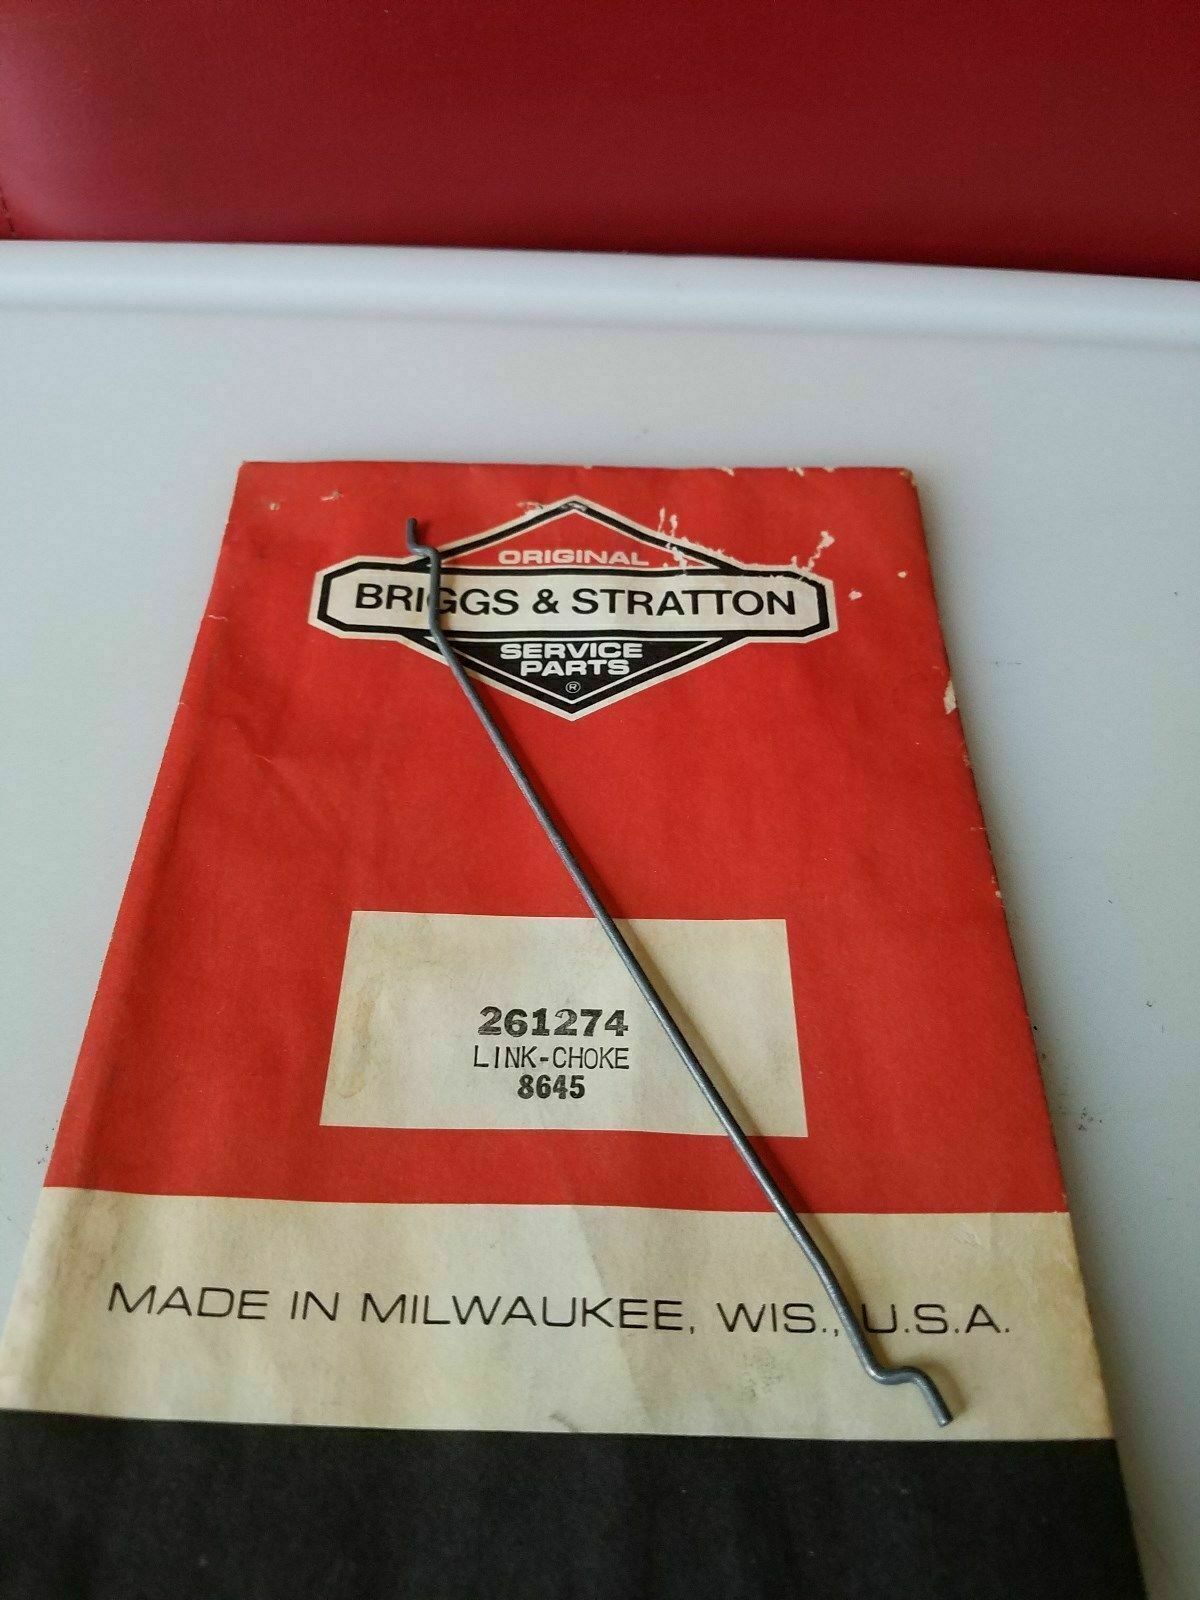 ORIGINAL
BRIGGS & STRATTON
SERVICE
PARTS
®
261274
LINK-CHOKE
8645
MADE IN MILWAUKEE, WIS., U.S.A.